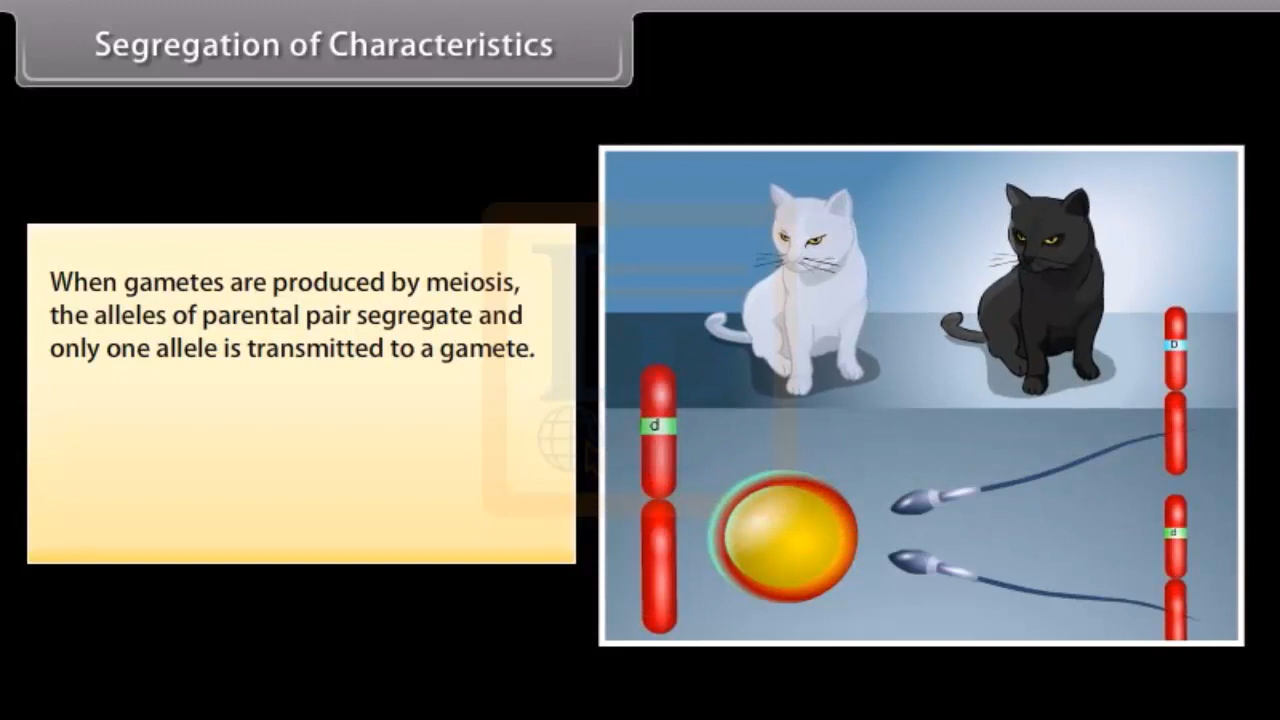 Segregation of Characteristics
When gametes are produced by meiosis,
the alleles of parental pair segregate and
only one allele is transmitted to a gamete.
D
d
d